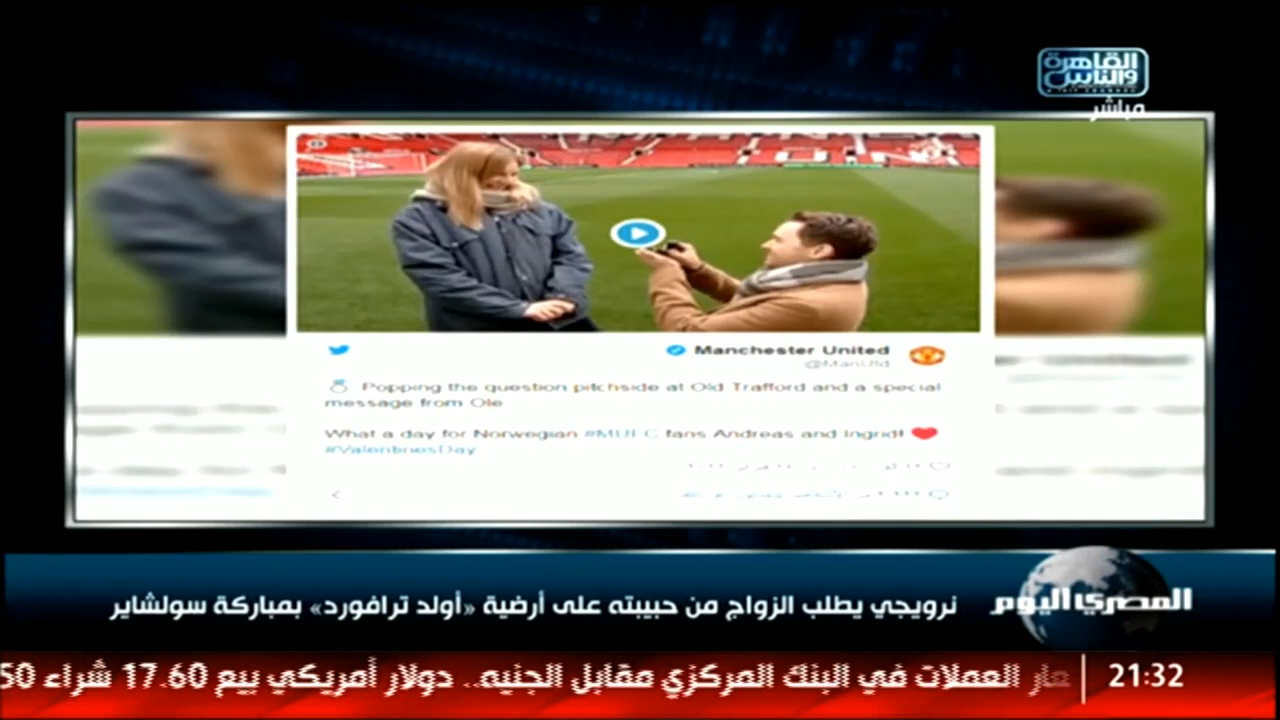 القاهرة
والناس
مباشر
Manchester United
@ManUtd
Popping the question pitchside at Old Trafford and a special
message from Ole
What a day for Norwegian #MUFC fans Andreas and Ingrid!
#ValentinesDay
المصري اليوم
نرويجي يطلب الزواج من حبيبته على أرضية «أولد ترافورد» بمباركة سولشاير
21:32
عار العملات في البنك المركزي مقابل الجنيه.. دولار أمريكي بيع 17.60 شراء 50